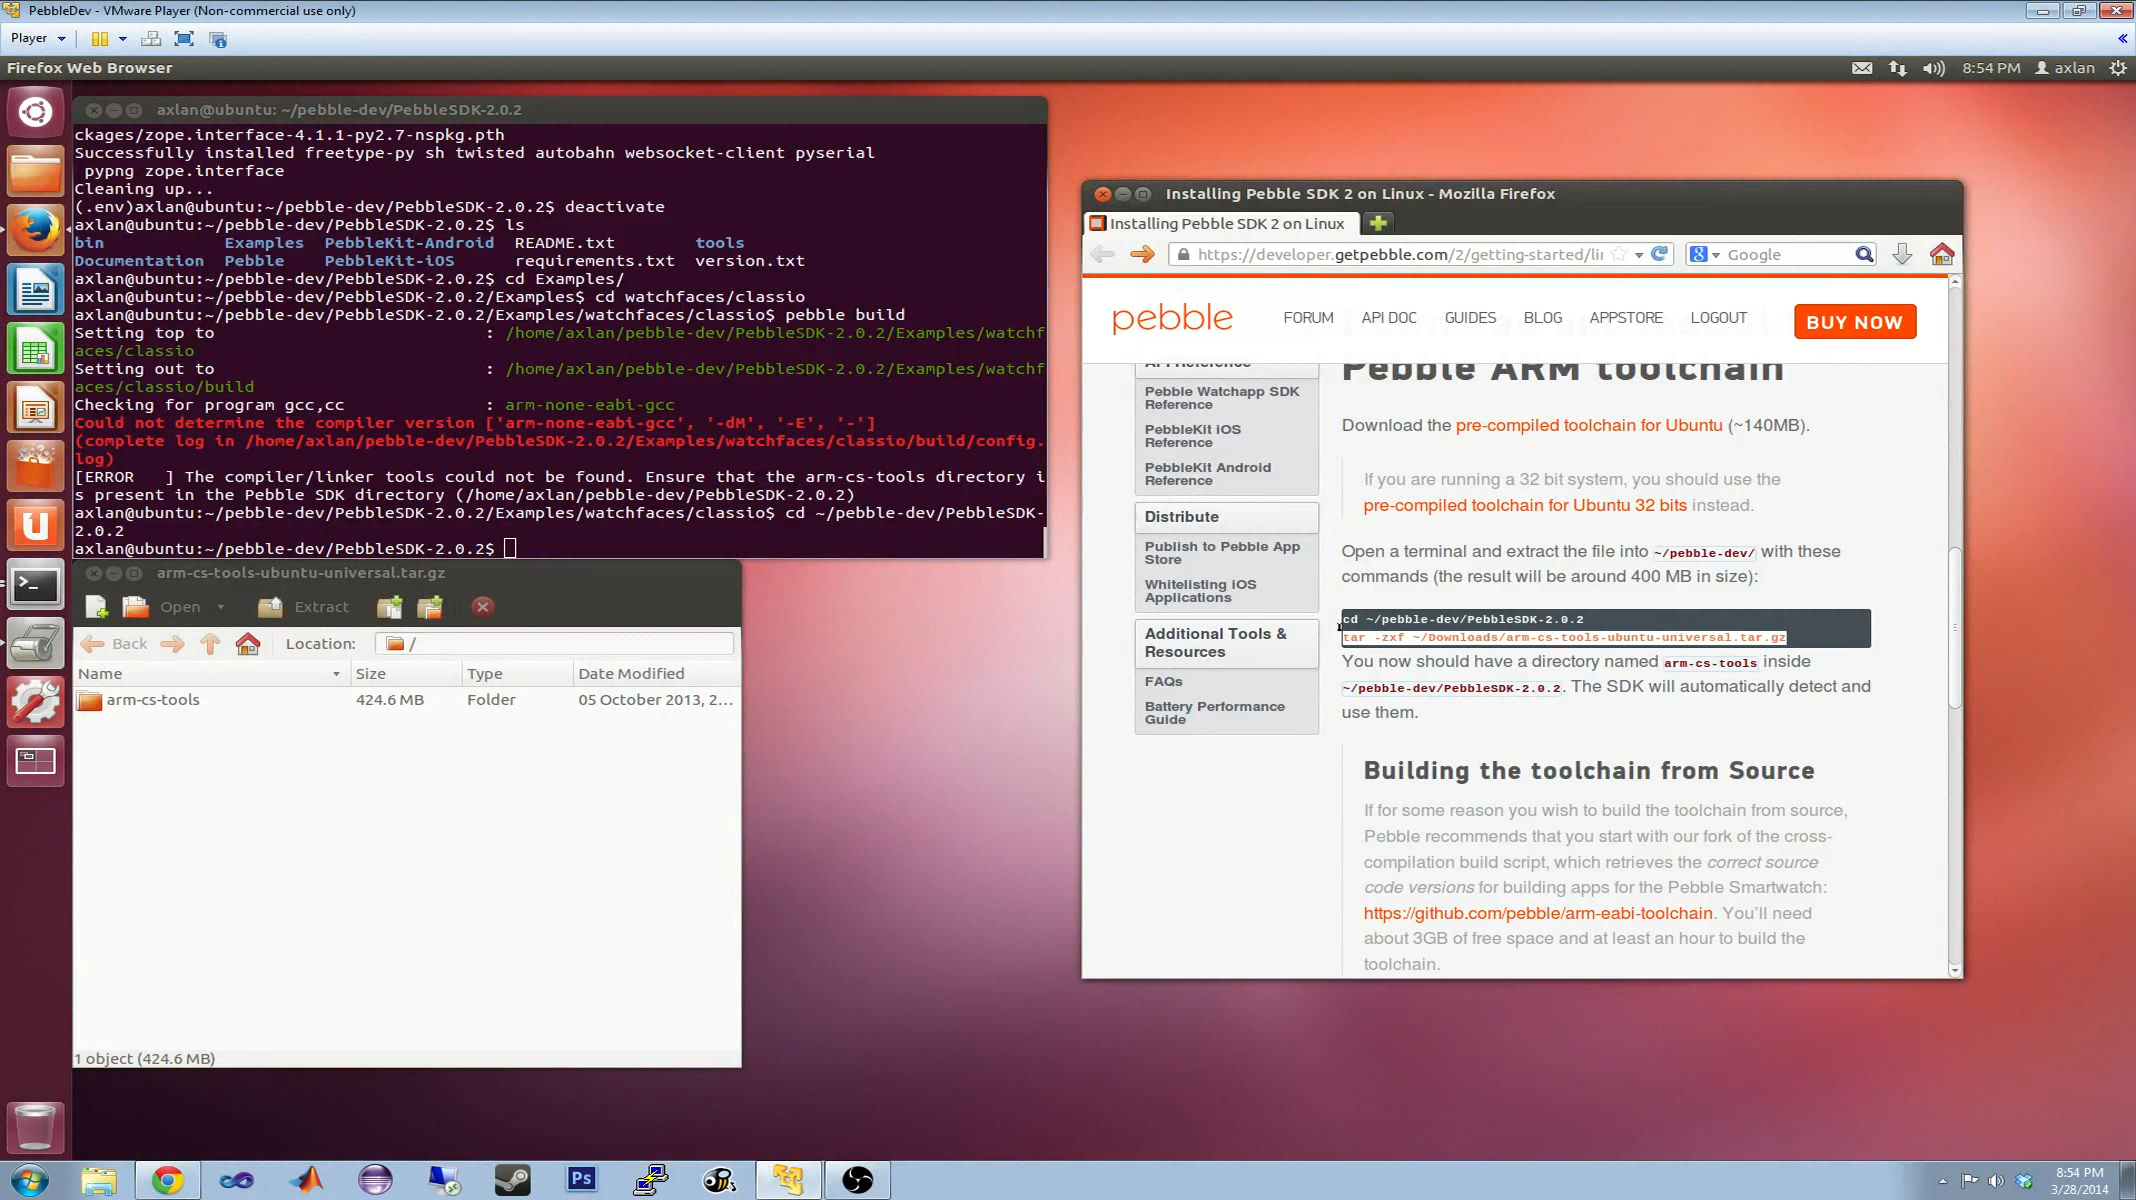 PebbleDev - VMware Player (Non-commercial use only)
Player
Firefox Web Browser
8:54 PM
axlan
axlan@ubuntu: ~/pebble-dev/PebbleSDK-2.0.2
ckages/zope.interface-4.1.1-py2.7-nspkg.pth
Successfully installed freetype-py sh twisted autobahn websocket-client pyserial
pypng zope.interface
Cleaning up...
(.env)axlan@ubuntu:~/pebble-dev/PebbleSDK-2.0.2$ deactivate
axlan@ubuntu:~/pebble-dev/PebbleSDK-2.0.2$ ls
bin Examples PebbleKit-Android README.txt tools
Documentation Pebble PebbleKit-iOS requirements.txt version.txt
axlan@ubuntu:~/pebble-dev/PebbleSDK-2.0.2$ cd Examples/
axlan@ubuntu:~/pebble-dev/PebbleSDK-2.0.2/Examples$ cd watchfaces/classio
axlan@ubuntu:~/pebble-dev/PebbleSDK-2.0.2/Examples/watchfaces/classio$ pebble build
Setting top to : /home/axlan/pebble-dev/PebbleSDK-2.0.2/Examples/watchf
aces/classio
Setting out to : /home/axlan/pebble-dev/PebbleSDK-2.0.2/Examples/watchf
aces/classio/build
Checking for program gcc,cc : arm-none-eabi-gcc
Could not determine the compiler version ['arm-none-eabi-gcc', '-dM', '-E', '-']
(complete log in /home/axlan/pebble-dev/PebbleSDK-2.0.2/Examples/watchfaces/classio/build/config.
log)
[ERROR ] The compiler/linker tools could not be found. Ensure that the arm-cs-tools directory i
s present in the Pebble SDK directory (/home/axlan/pebble-dev/PebbleSDK-2.0.2)
axlan@ubuntu:~/pebble-dev/PebbleSDK-2.0.2/Examples/watchfaces/classio$ cd ~/pebble-dev/PebbleSDK-
2.0.2
axlan@ubuntu:~/pebble-dev/PebbleSDK-2.0.2$
arm-cs-tools-ubuntu-universal.tar.gz
Open
Extract
Back
Location:
/
Name Size Type Date Modified
arm-cs-tools 424.6 MB Folder 05 October 2013, 2...
1 object (424.6 MB)
Installing Pebble SDK 2 on Linux - Mozilla Firefox
Installing Pebble SDK 2 on Linux
https://developer.getpebble.com/2/getting-started/lin
Google
pebble
FORUM API DOC GUIDES BLOG APPSTORE LOGOUT
BUY NOW
API Reference
Pebble Watchapp SDK
Reference
PebbleKit iOS
Reference
PebbleKit Android
Reference
Distribute
Publish to Pebble App
Store
Whitelisting iOS
Applications
Additional Tools &
Resources
FAQs
Battery Performance
Guide
Pebble ARM toolchain
Download the pre-compiled toolchain for Ubuntu (~140MB).
If you are running a 32 bit system, you should use the
pre-compiled toolchain for Ubuntu 32 bits instead.
Open a terminal and extract the file into ~/pebble-dev/ with these
commands (the result will be around 400 MB in size):
cd ~/pebble-dev/PebbleSDK-2.0.2
tar -zxf ~/Downloads/arm-cs-tools-ubuntu-universal.tar.gz
You now should have a directory named arm-cs-tools inside
~/pebble-dev/PebbleSDK-2.0.2. The SDK will automatically detect and
use them.
Building the toolchain from Source
If for some reason you wish to build the toolchain from source,
Pebble recommends that you start with our fork of the cross-
compilation build script, which retrieves the correct source
code versions for building apps for the Pebble Smartwatch:
https://github.com/pebble/arm-eabi-toolchain. You'll need
about 3GB of free space and at least an hour to build the
toolchain.
Ps
8:54 PM
3/28/2014